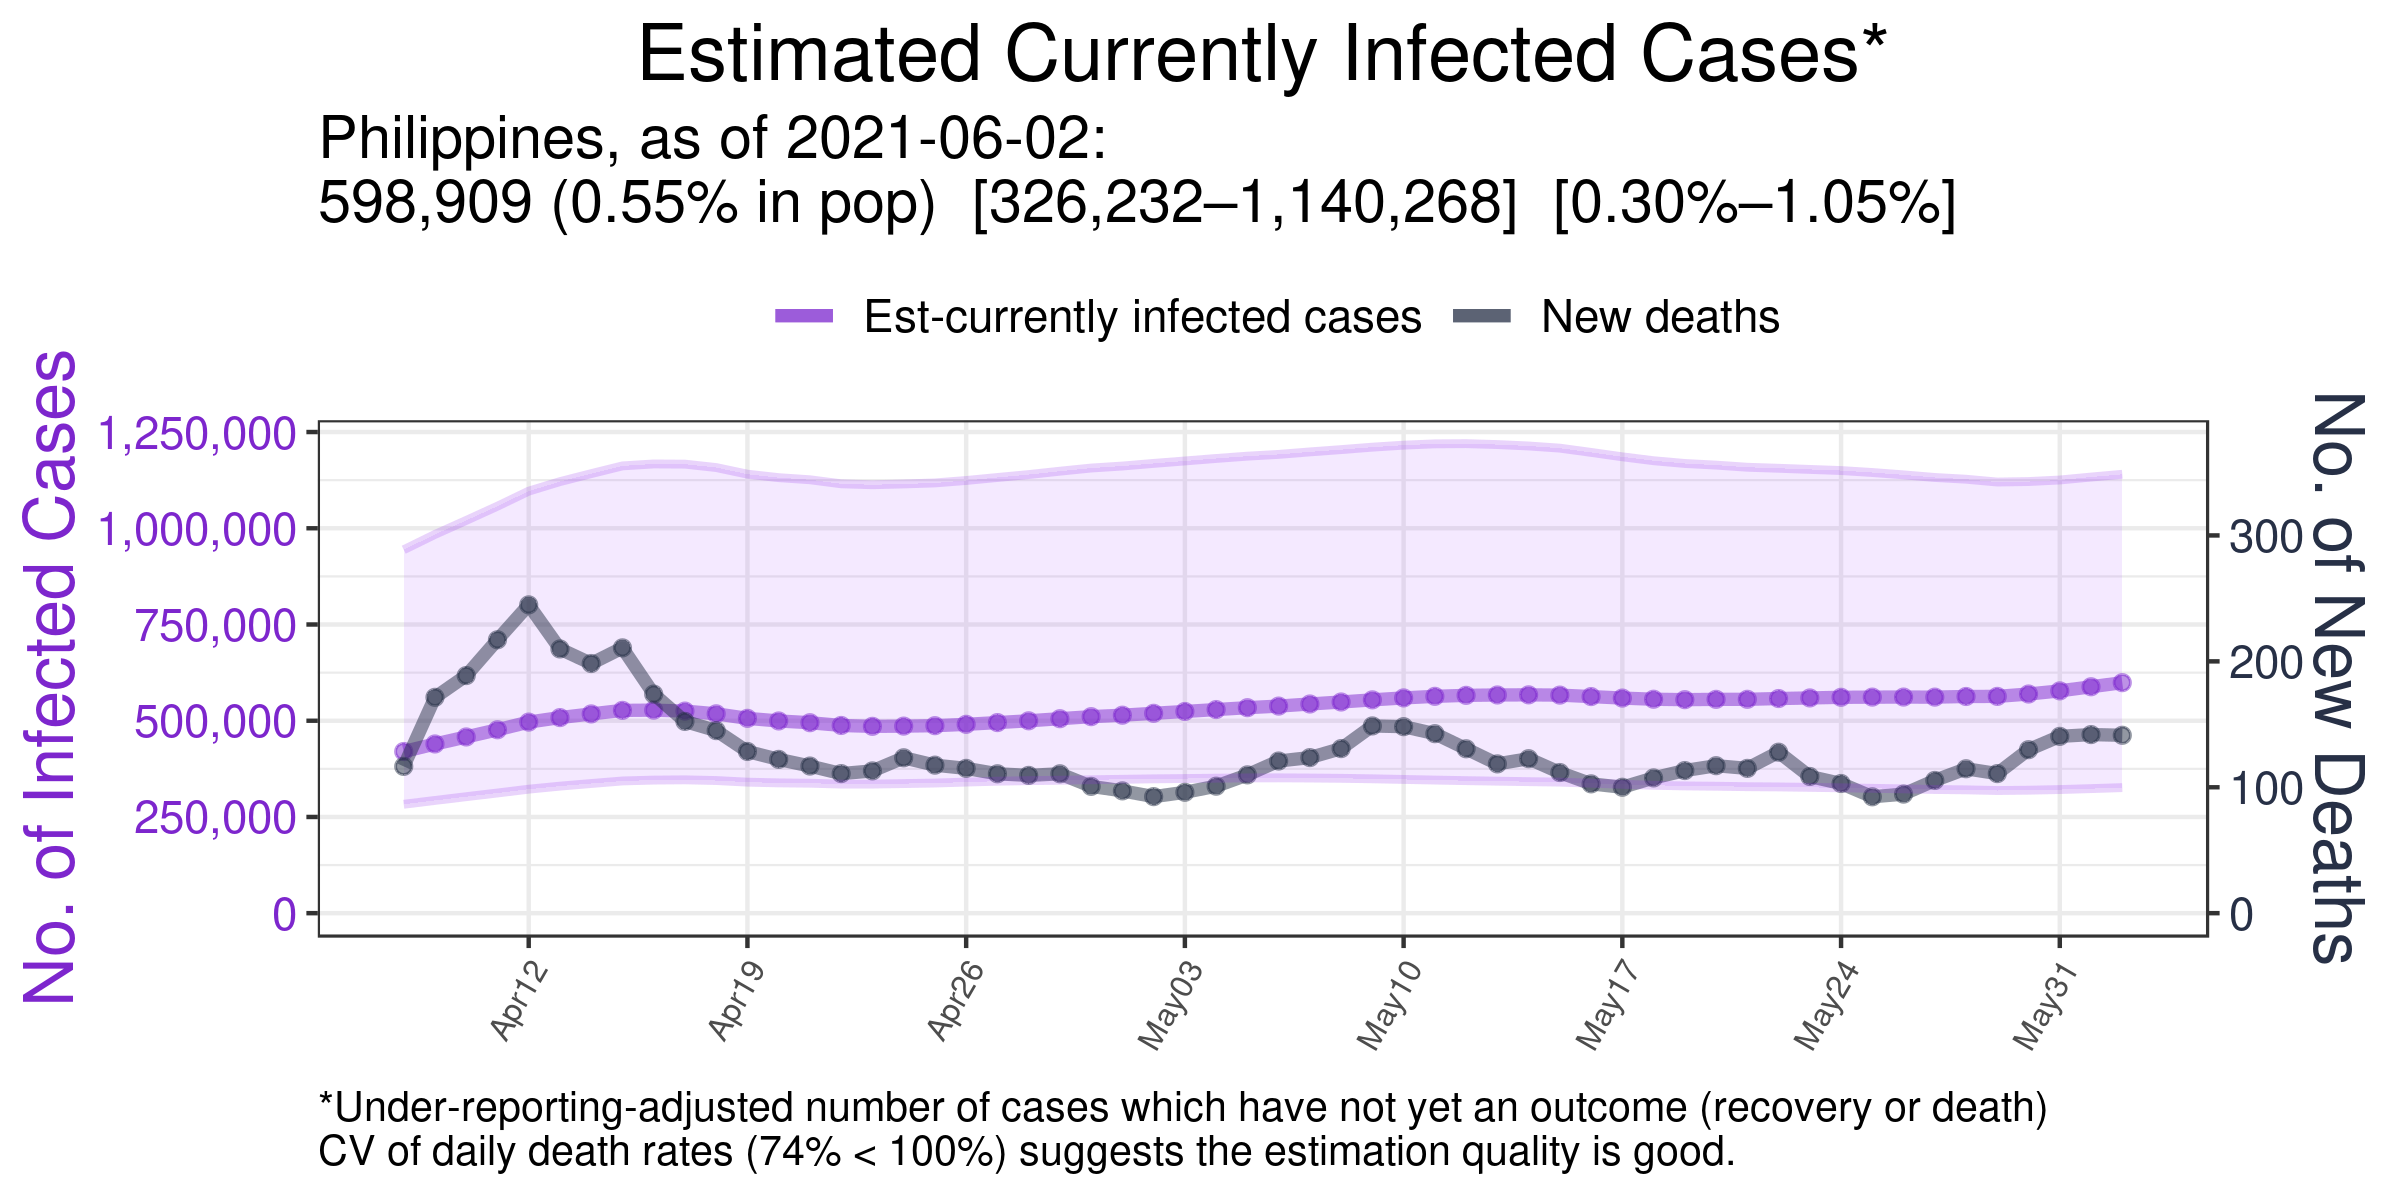 Estimated Currently Infected Cases*
Philippines, as of 2021-06-02:
598,909 (0.55% in pop)  [326,232–1,140,268]  [0.30%–1.05%]
Est-currently infected cases
New deaths
No. of Infected Cases
1,250,000
1,000,000
750,000
500,000
250,000
0
300
200
100
0
No. of New Deaths
Apr12
Apr19
Apr26
May03
May10
May17
May24
May31
*Under-reporting-adjusted number of cases which have not yet an outcome (recovery or death)
CV of daily death rates (74% < 100%) suggests the estimation quality is good.